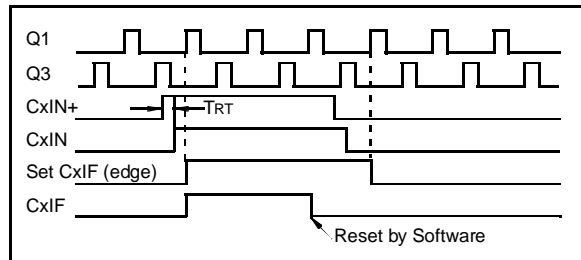 Q1
Q3
CxIN+
TRT
CxIN
Set CxIF (edge)
CxIF
Reset by Software